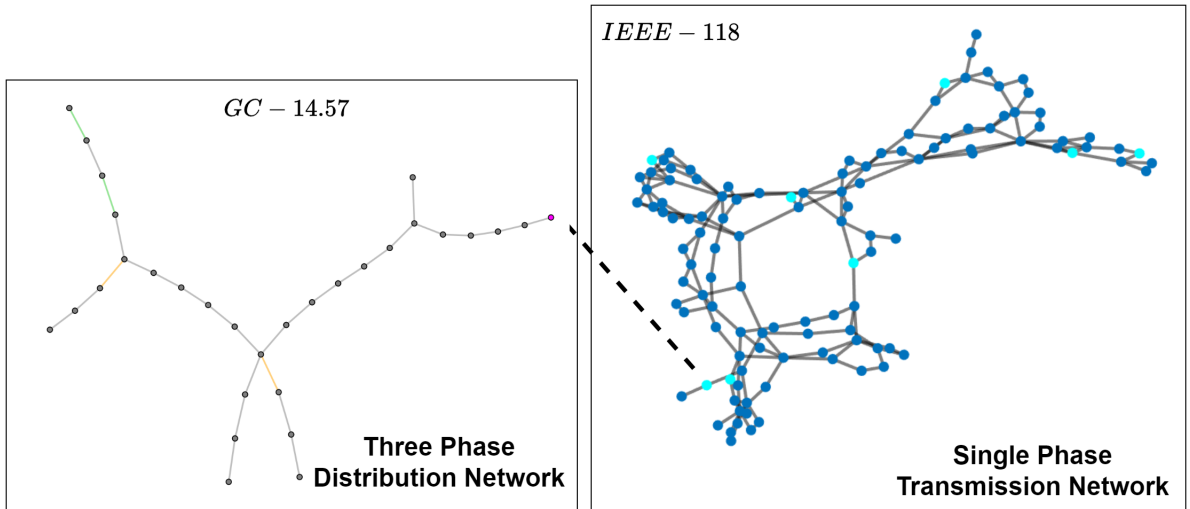 GC − 14.57
Three Phase
Distribution Network
IEEE − 118
Single Phase
Transmission Network